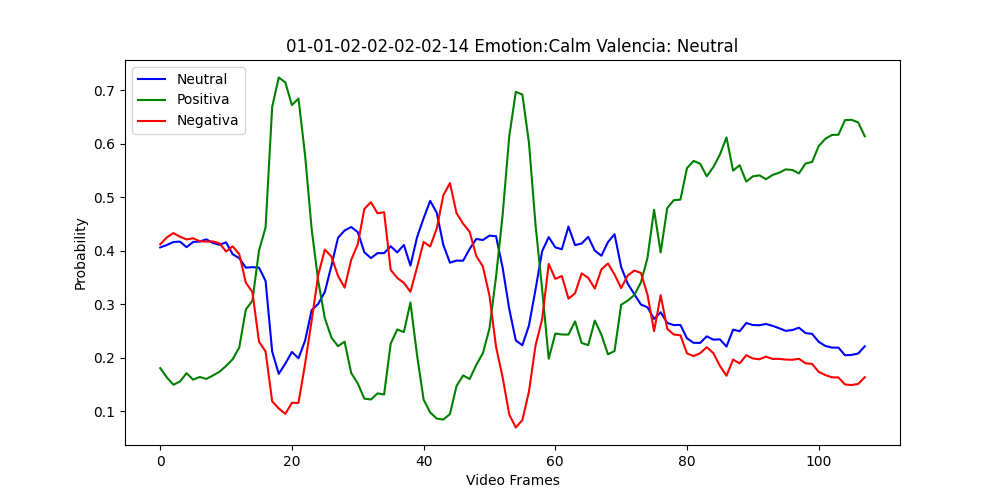 01-01-02-02-02-02-14 Emotion:Calm Valencia: Neutral
Neutral
Positiva
Negativa
Probability
0.7
0.6
0.5
0.4
0.3
0.2
0.1
0 20 40 60 80 100
Video Frames